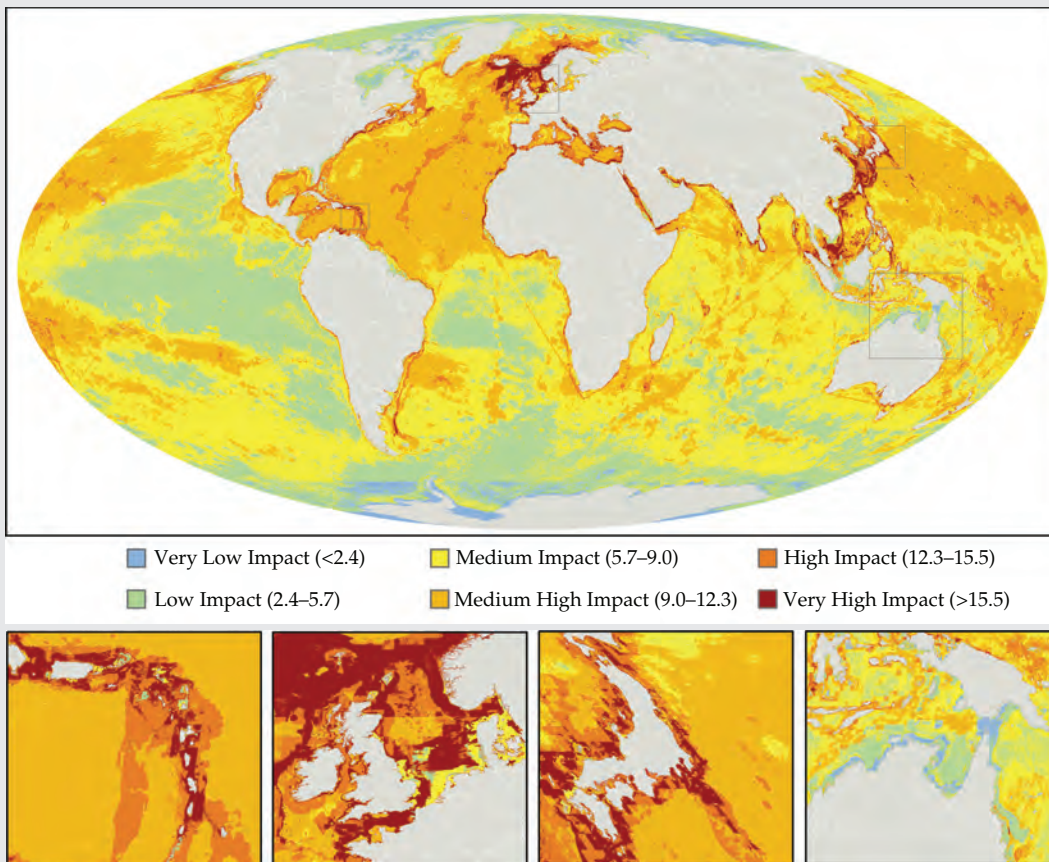 Very Low Impact (<2.4) Medium Impact (5.7–9.0) High Impact (12.3–15.5)
Low Impact (2.4–5.7) Medium High Impact (9.0–12.3) Very High Impact (>15.5)